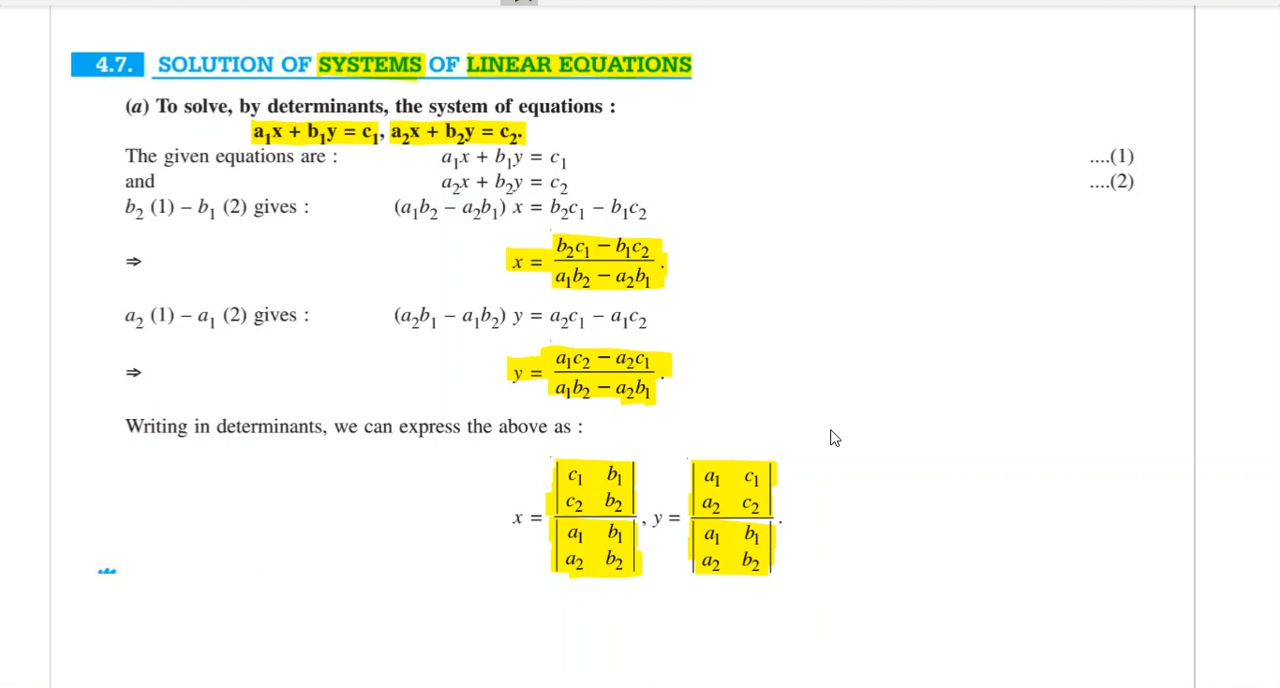 4.7. SOLUTION OF SYSTEMS OF LINEAR EQUATIONS
(a) To solve, by determinants, the system of equations :
a₁x + b₁y = c₁, a₂x + b₂y = c₂.
The given equations are : a₁x + b₁y = c₁ ....(1)
and a₂x + b₂y = c₂ ....(2)
b₂ (1) – b₁ (2) gives : (a₁b₂ – a₂b₁) x = b₂c₁ – b₁c₂
⇒ x = (b₂c₁ – b₁c₂) / (a₁b₂ – a₂b₁).
a₂ (1) – a₁ (2) gives : (a₂b₁ – a₁b₂) y = a₂c₁ – a₁c₂
⇒ y = (a₁c₂ – a₂c₁) / (a₁b₂ – a₂b₁).
Writing in determinants, we can express the above as :
x = |c₁ b₁; c₂ b₂| / |a₁ b₁; a₂ b₂|, y = |a₁ c₁; a₂ c₂| / |a₁ b₁; a₂ b₂|.